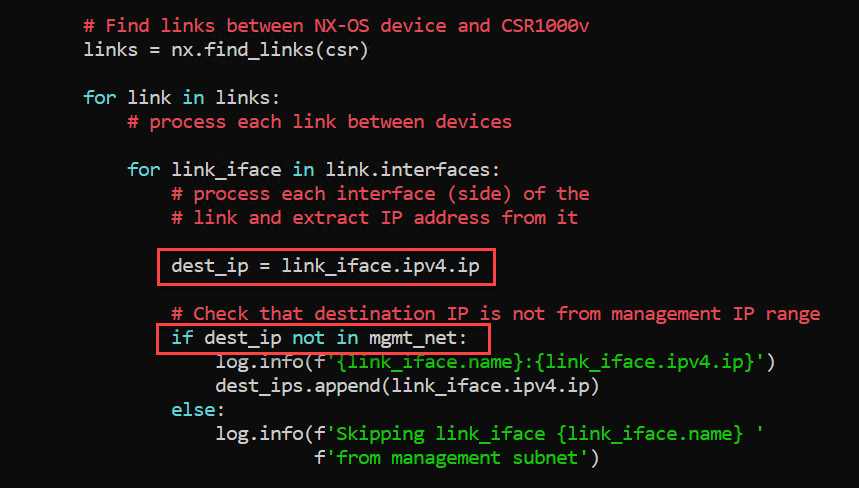 # Find links between NX-OS device and CSR1000v
links = nx.find_links(csr)
for link in links:
# process each link between devices
for link_iface in link.interfaces:
# process each interface (side) of the
# link and extract IP address from it
dest_ip = link_iface.ipv4.ip
# Check that destination IP is not from management IP range
if dest_ip not in mgmt_net:
log.info(f'{link_iface.name}:{link_iface.ipv4.ip}')
dest_ips.append(link_iface.ipv4.ip)
else:
log.info(f'Skipping link_iface {link_iface.name} '
f'from management subnet')